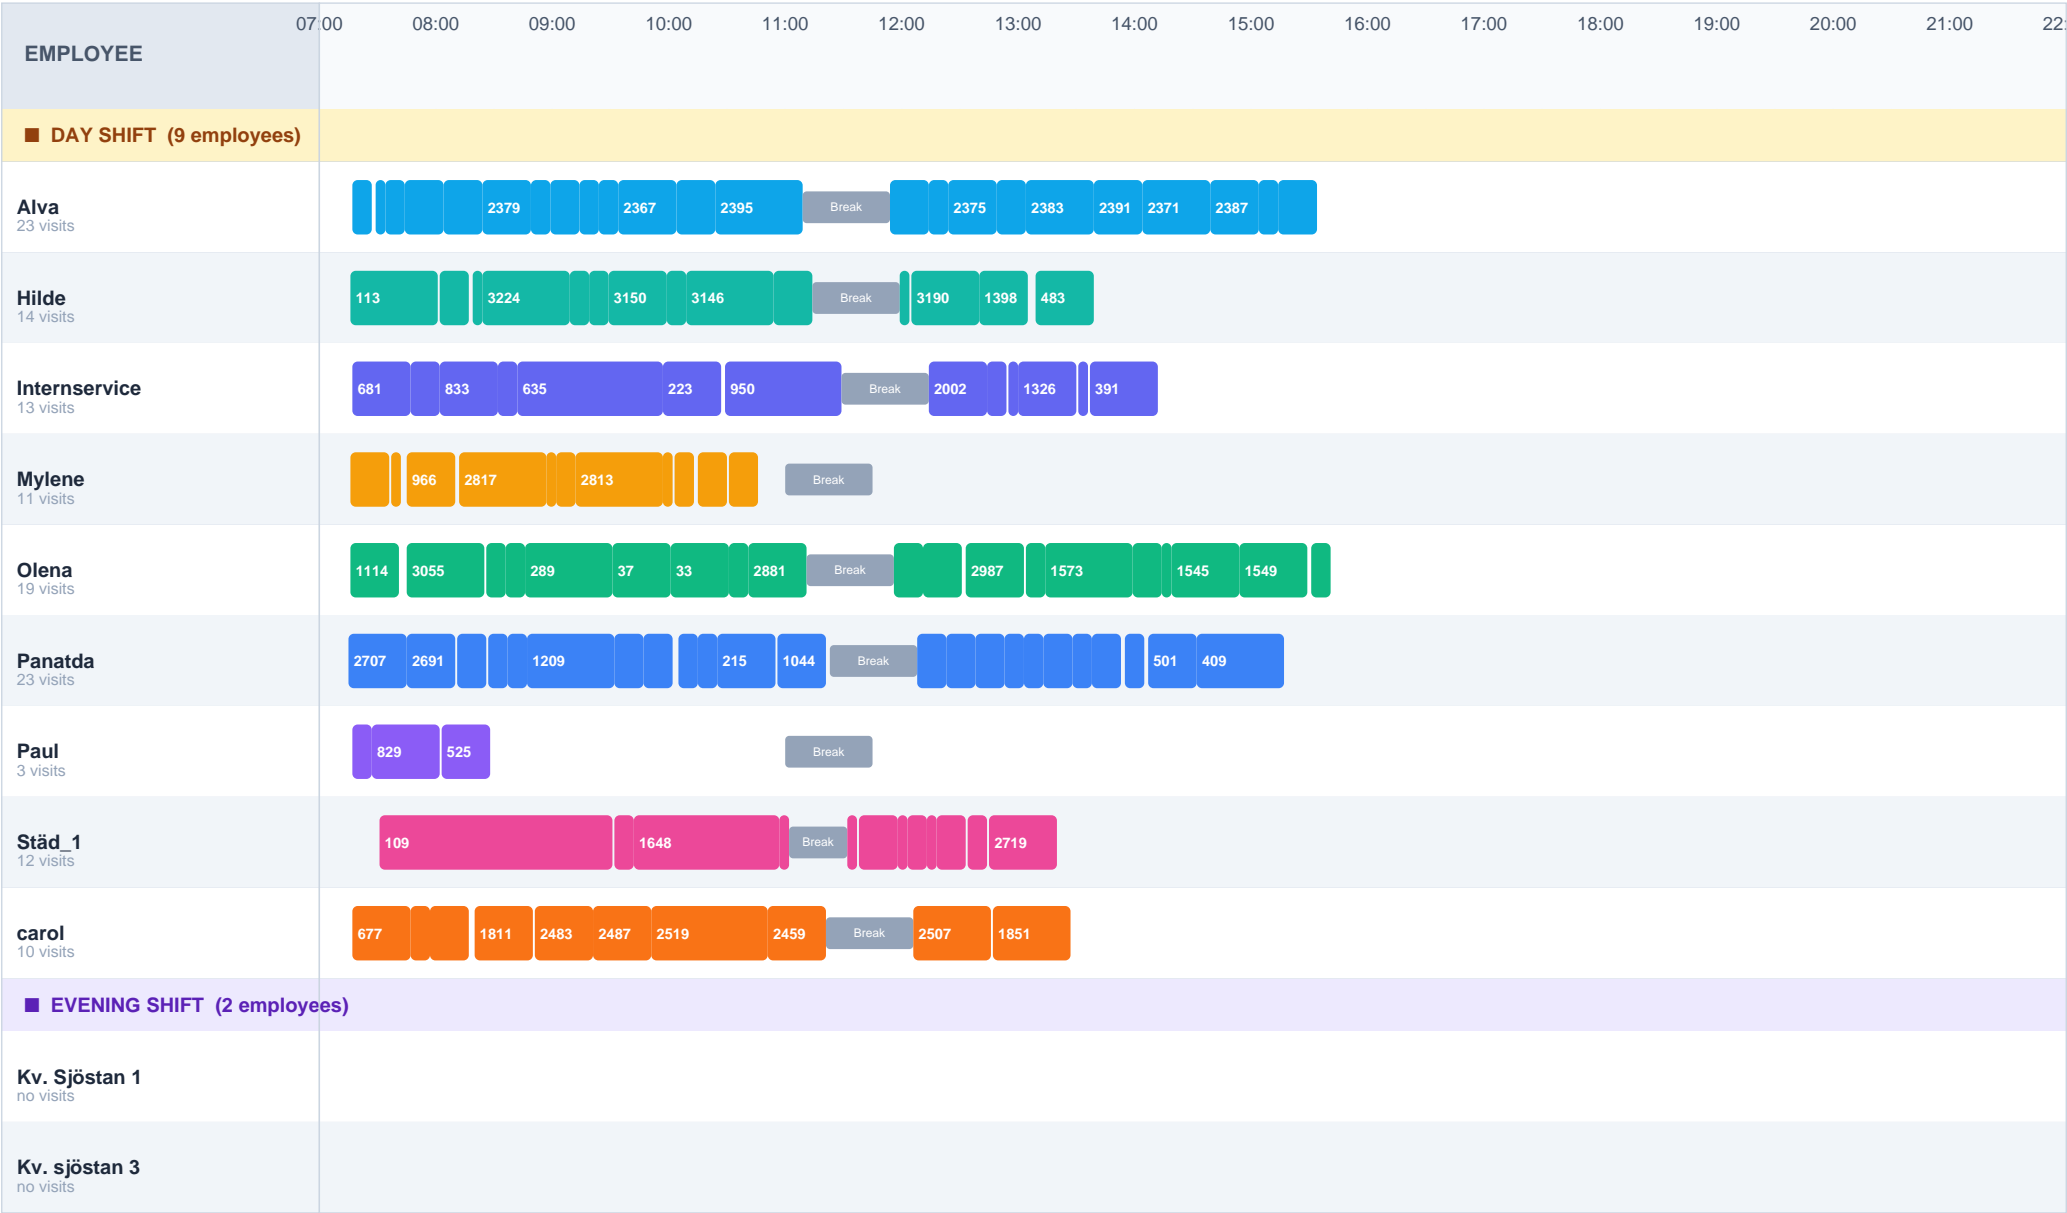 07:00 08:00 09:00 10:00 11:00 12:00 13:00 14:00 15:00 16:00 17:00 18:00 19:00 20:00 21:00 22:
EMPLOYEE
■ DAY SHIFT (9 employees)
Alva
23 visits
2379 2367 2395 Break 2375 2383 2391 2371 2387
Hilde
14 visits
113 3224 3150 3146 Break 3190 1398 483
Internservice
13 visits
681 833 635 223 950 Break 2002 1326 391
Mylene
11 visits
966 2817 2813 Break
Olena
19 visits
1114 3055 289 37 33 2881 Break 2987 1573 1545 1549
Panatda
23 visits
2707 2691 1209 215 1044 Break 501 409
Paul
3 visits
829 525 Break
Städ_1
12 visits
109 1648 Break 2719
carol
10 visits
677 1811 2483 2487 2519 2459 Break 2507 1851
■ EVENING SHIFT (2 employees)
Kv. Sjöstan 1
no visits
Kv. sjöstan 3
no visits